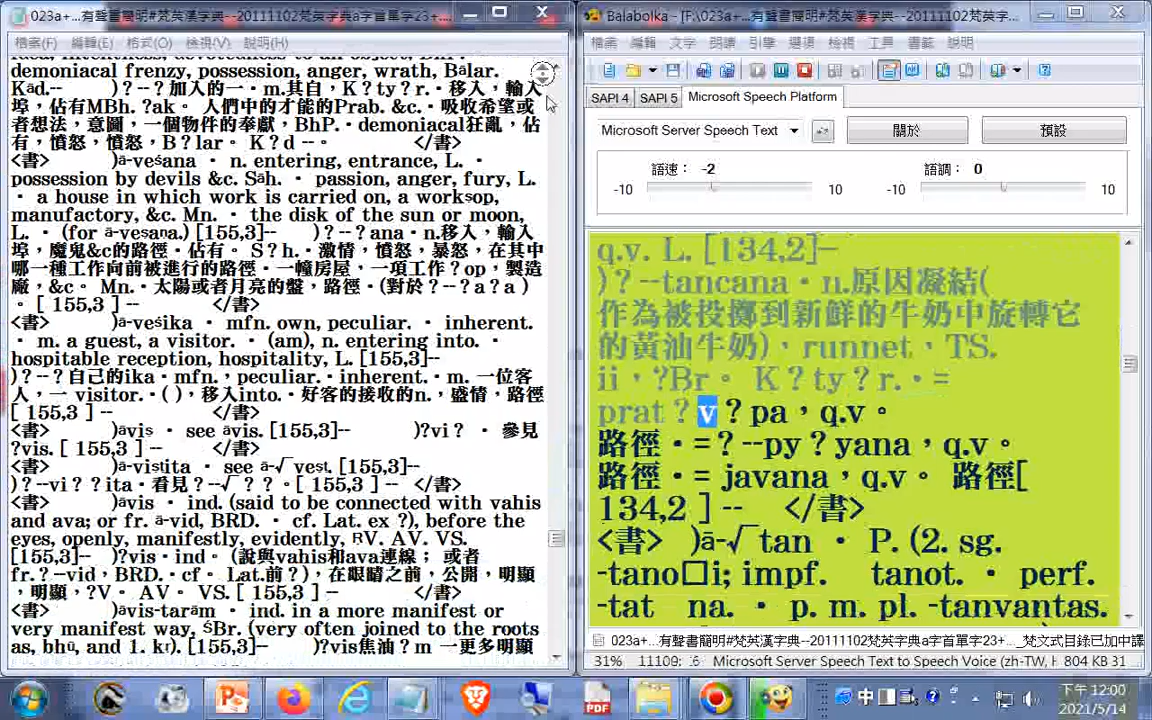 023a+...有聲書簡明#梵英漢字典--20111102梵英字典a字首單字23+...
檔案(F) 編輯(E) 格式(O) 檢視(V) 說明(H)
demoniacal frenzy, possession, anger, wrath, Bālar.
Kād.-- )？--？加入的一·m.其自，K？ty？r.·移入，輸入
埠，佔有MBh.？ak。 人們中的才能的Prab. &c.·吸收希望或
者想法，意圖，一個物件的奉獻，BhP.·demoniacal狂亂，佔
有，憤怒，憤怒，B？lar。 K？d --。 </書>
<書> )ā-veśana · n. entering, entrance, L. ·
possession by devils &c. Sāh. · passion, anger, fury, L.
· a house in which work is carried on, a worksop,
manufactory, &c. Mn. · the disk of the sun or moon,
L. · (for ā-vesana.) [155,3] )？--？ana·n.移入，輸入
埠，魔鬼&c的路徑·佔有。 S？h.·激情，憤怒，暴怒，在其中
哪一種工作向前被進行的路徑·一幢房屋，一項工作？op，製造
廠，&c。 Mn.·太陽或者月亮的盤，路徑·(對於？--？a？a )
。[ 155,3 ] -- </書>
<書> )ā-veśika · mfn. own, peculiar. · inherent.
· m. a guest, a visitor. · (am), n. entering into. ·
hospitable reception, hospitality, L. [155,3]--
)？--？自己的ika·mfn.，peculiar.·inherent.·m. 一位客
人，一 visitor.·( )，移入into.·好客的接收的n.，盛情，路徑
[ 155,3 ] -- </書>
<書> )āvis · see āvis. [155,3]-- )？vi？ · 參見
?vis. [ 155,3 ] -- </書>
<書> )ā-vistita · see ā-√vest. [155,3]--
)？--vi？？ita·看見？--√？？。[ 155,3 ] -- </書>
<書> )āvis · ind. (said to be connected with vahis
and ava; or fr. ā-vid, BRD. · cf. Lat. ex ?), before the
eyes, openly, manifestly, evidently, RV. AV. VS.
[155,3]-- )?vis·ind。(說與vahis和ava連線；或者
fr.？--vid，BRD.·cf·Lat.前？)，在眼睛之前，公開，明顯
，明顯，?V。 AV。 VS。[ 155,3 ] -- </書>
<書> )āvis-tarām · ind. in a more manifest or
very manifest way, ŚBr. (very often joined to the roots
as, bhū, and 1. kr). [155,3]-- )?vis焦油？m 一更多明顯
Balabolka - [F:\023a+...有聲書簡明#梵英漢字典--20111102梵英字...
檔案 編輯 文字 朗讀 引擎 選項 檢視 工具 書籤 說明
SAPI 4 SAPI 5 Microsoft Speech Platform
Microsoft Server Speech Text 關於 預設
語速： -2 語調： 0
-10 10 -10 10
q.v. L. [134,2]--
)？--tancana·n.原因凝結(
作為被投擲到新鮮的牛奶中旋轉它
的黃油牛奶)，runnet，TS.
ii，?Br。 K？ty？r.·=
prat？v？pa，q.v。
路徑·=？--py？yana，q.v。
路徑·= javana，q.v。 路徑[
134,2 ] -- </書>
<書> )ā-√tan · P. (2. sg.
-tano□i; impf. tanot. · perf.
-tat na. · p. m. pl. -tanvantas.
023a+...有聲書簡明#梵英漢字典--20111102梵英字典a字首單字23+..._梵文式目錄已加中譯
31% Microsoft Server Speech Text to Speech Voice (zh-TW, 804 KB
中
下午 12:00
2021/5/14